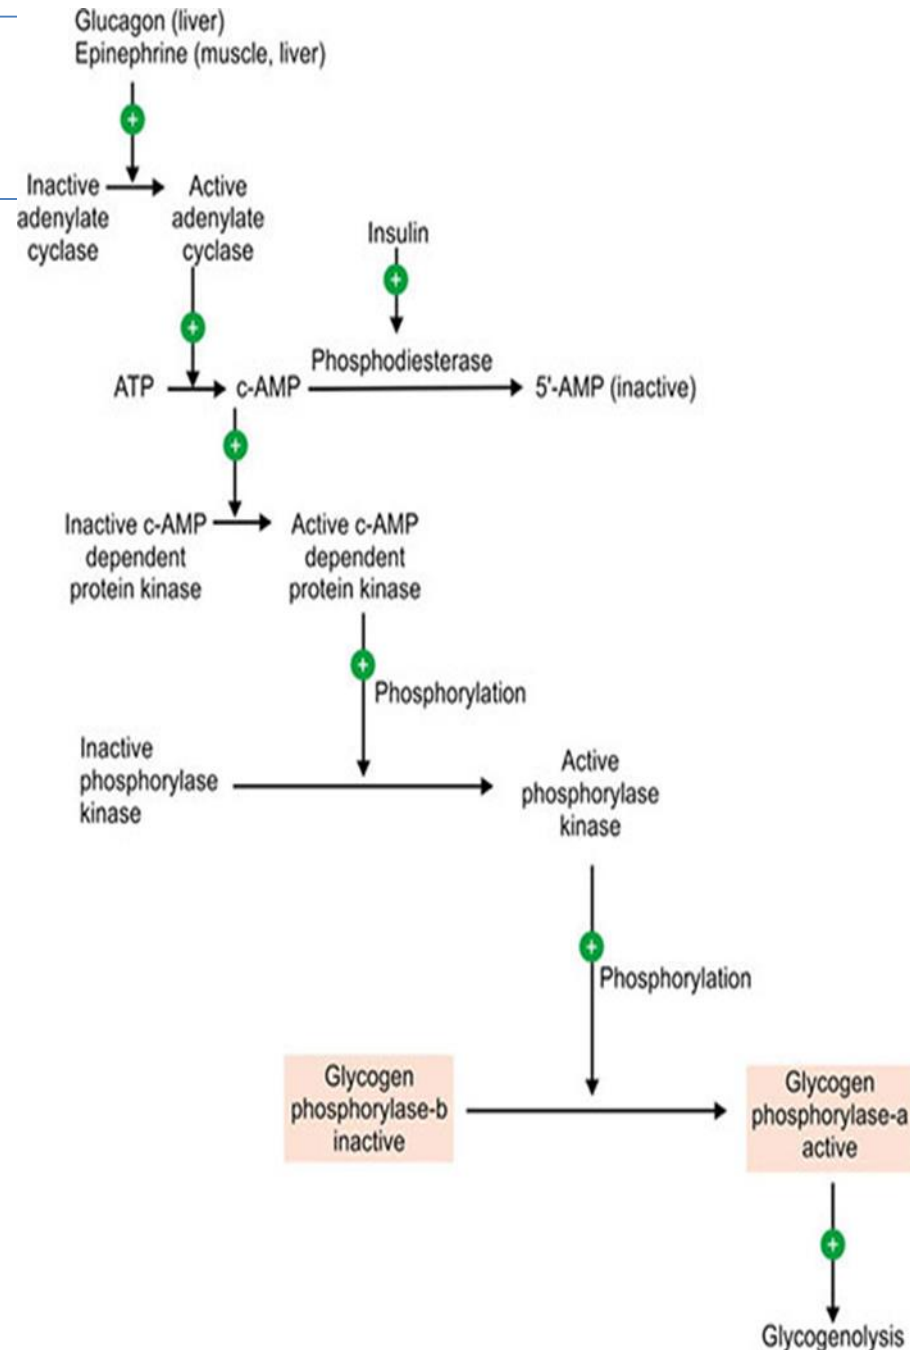 Glucagon (liver)
Epinephrine (muscle, liver)
Inactive
adenylate
cyclase
Active
adenylate
cyclase
Insulin
Phosphodiesterase
ATP
c-AMP
5'-AMP (inactive)
Inactive c-AMP
dependent
protein kinase
Active c-AMP
dependent
protein kinase
Phosphorylation
Inactive
phosphorylase
kinase
Active
phosphorylase
kinase
Phosphorylation
Glycogen
phosphorylase-b
inactive
Glycogen
phosphorylase-a
active
Glycogenolysis